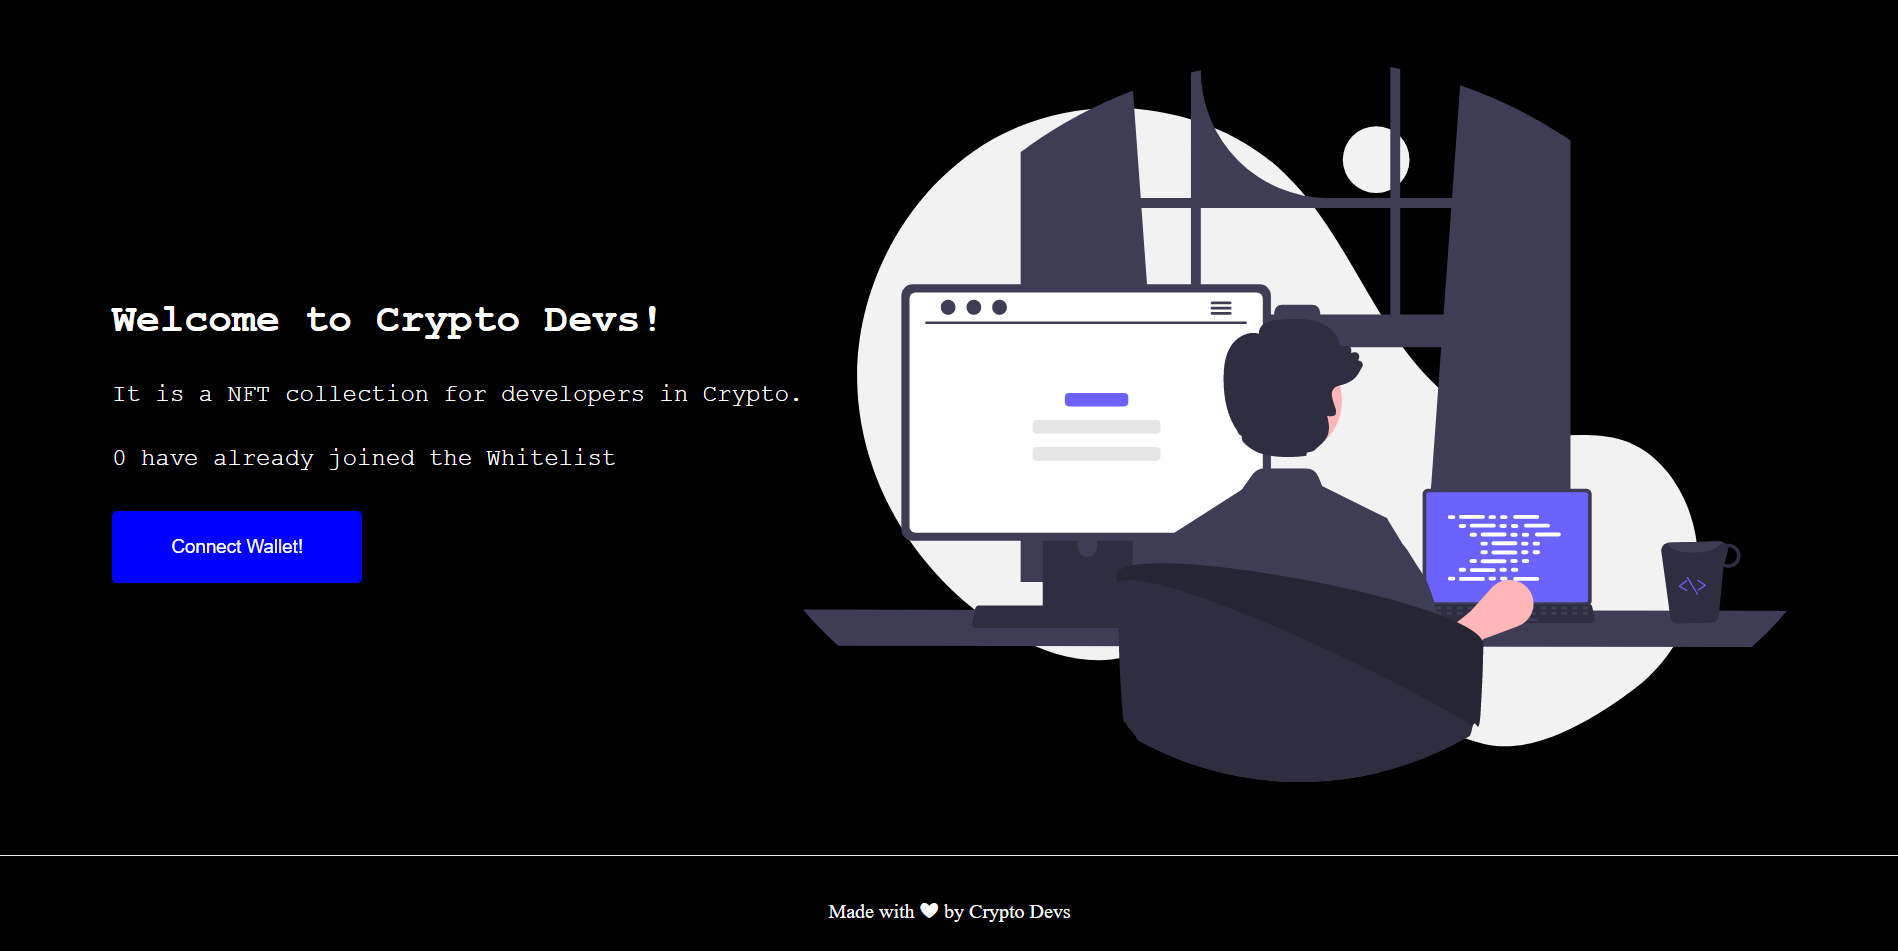 Welcome to Crypto Devs!
It is a NFT collection for developers in Crypto.
0 have already joined the Whitelist
Connect Wallet!
<\>
Made with ♥ by Crypto Devs